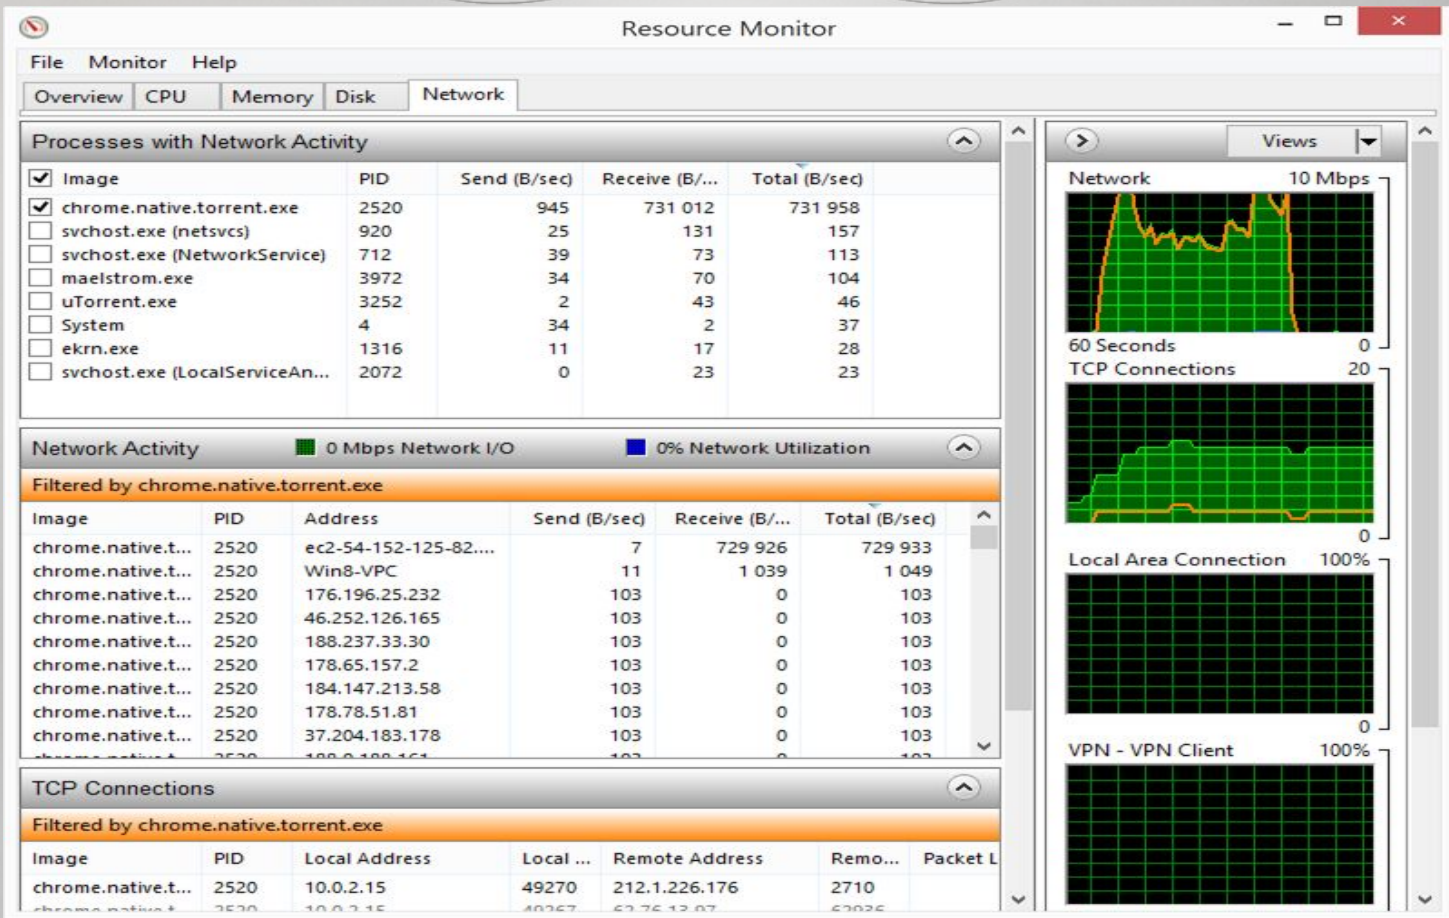 Resource Monitor
File Monitor Help
Overview CPU Memory Disk Network
Processes with Network Activity
Image PID Send (B/sec) Receive (B/... Total (B/sec)
chrome.native.torrent.exe 2520 945 731 012 731 958
svchost.exe (netsvcs) 920 25 131 157
svchost.exe (NetworkService) 712 39 73 113
maelstrom.exe 3972 34 70 104
uTorrent.exe 3252 2 43 46
System 4 34 2 37
ekrn.exe 1316 11 17 28
svchost.exe (LocalServiceAn... 2072 0 23 23
Network Activity 0 Mbps Network I/O 0% Network Utilization
Filtered by chrome.native.torrent.exe
Image PID Address Send (B/sec) Receive (B/... Total (B/sec)
chrome.native.t... 2520 ec2-54-152-125-82.... 7 729 926 729 933
chrome.native.t... 2520 Win8-VPC 11 1 039 1 049
chrome.native.t... 2520 176.196.25.232 103 0 103
chrome.native.t... 2520 46.252.126.165 103 0 103
chrome.native.t... 2520 188.237.33.30 103 0 103
chrome.native.t... 2520 178.65.157.2 103 0 103
chrome.native.t... 2520 184.147.213.58 103 0 103
chrome.native.t... 2520 178.78.51.81 103 0 103
chrome.native.t... 2520 37.204.183.178 103 0 103
TCP Connections
Filtered by chrome.native.torrent.exe
Image PID Local Address Local ... Remote Address Remo... Packet L
chrome.native.t... 2520 10.0.2.15 49270 212.1.226.176 2710
Views
Network 10 Mbps
60 Seconds 0
TCP Connections 20
0
Local Area Connection 100%
0
VPN - VPN Client 100%